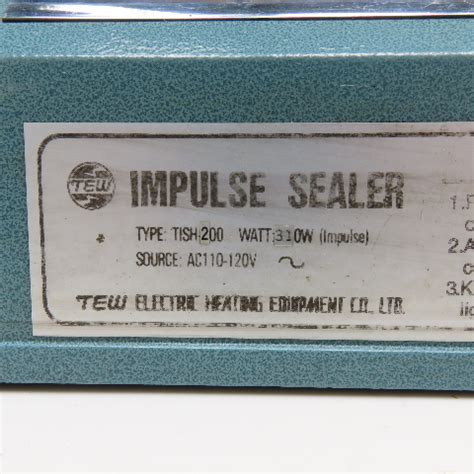 TEW
IMPULSE SEALER
TYPE: TISH-200 WATT:310W (Impulse)
SOURCE: AC110-120V ~
TEW ELECTRIC HEATING EQUIPMENT CO., LTD.
1.
2.A
3.K